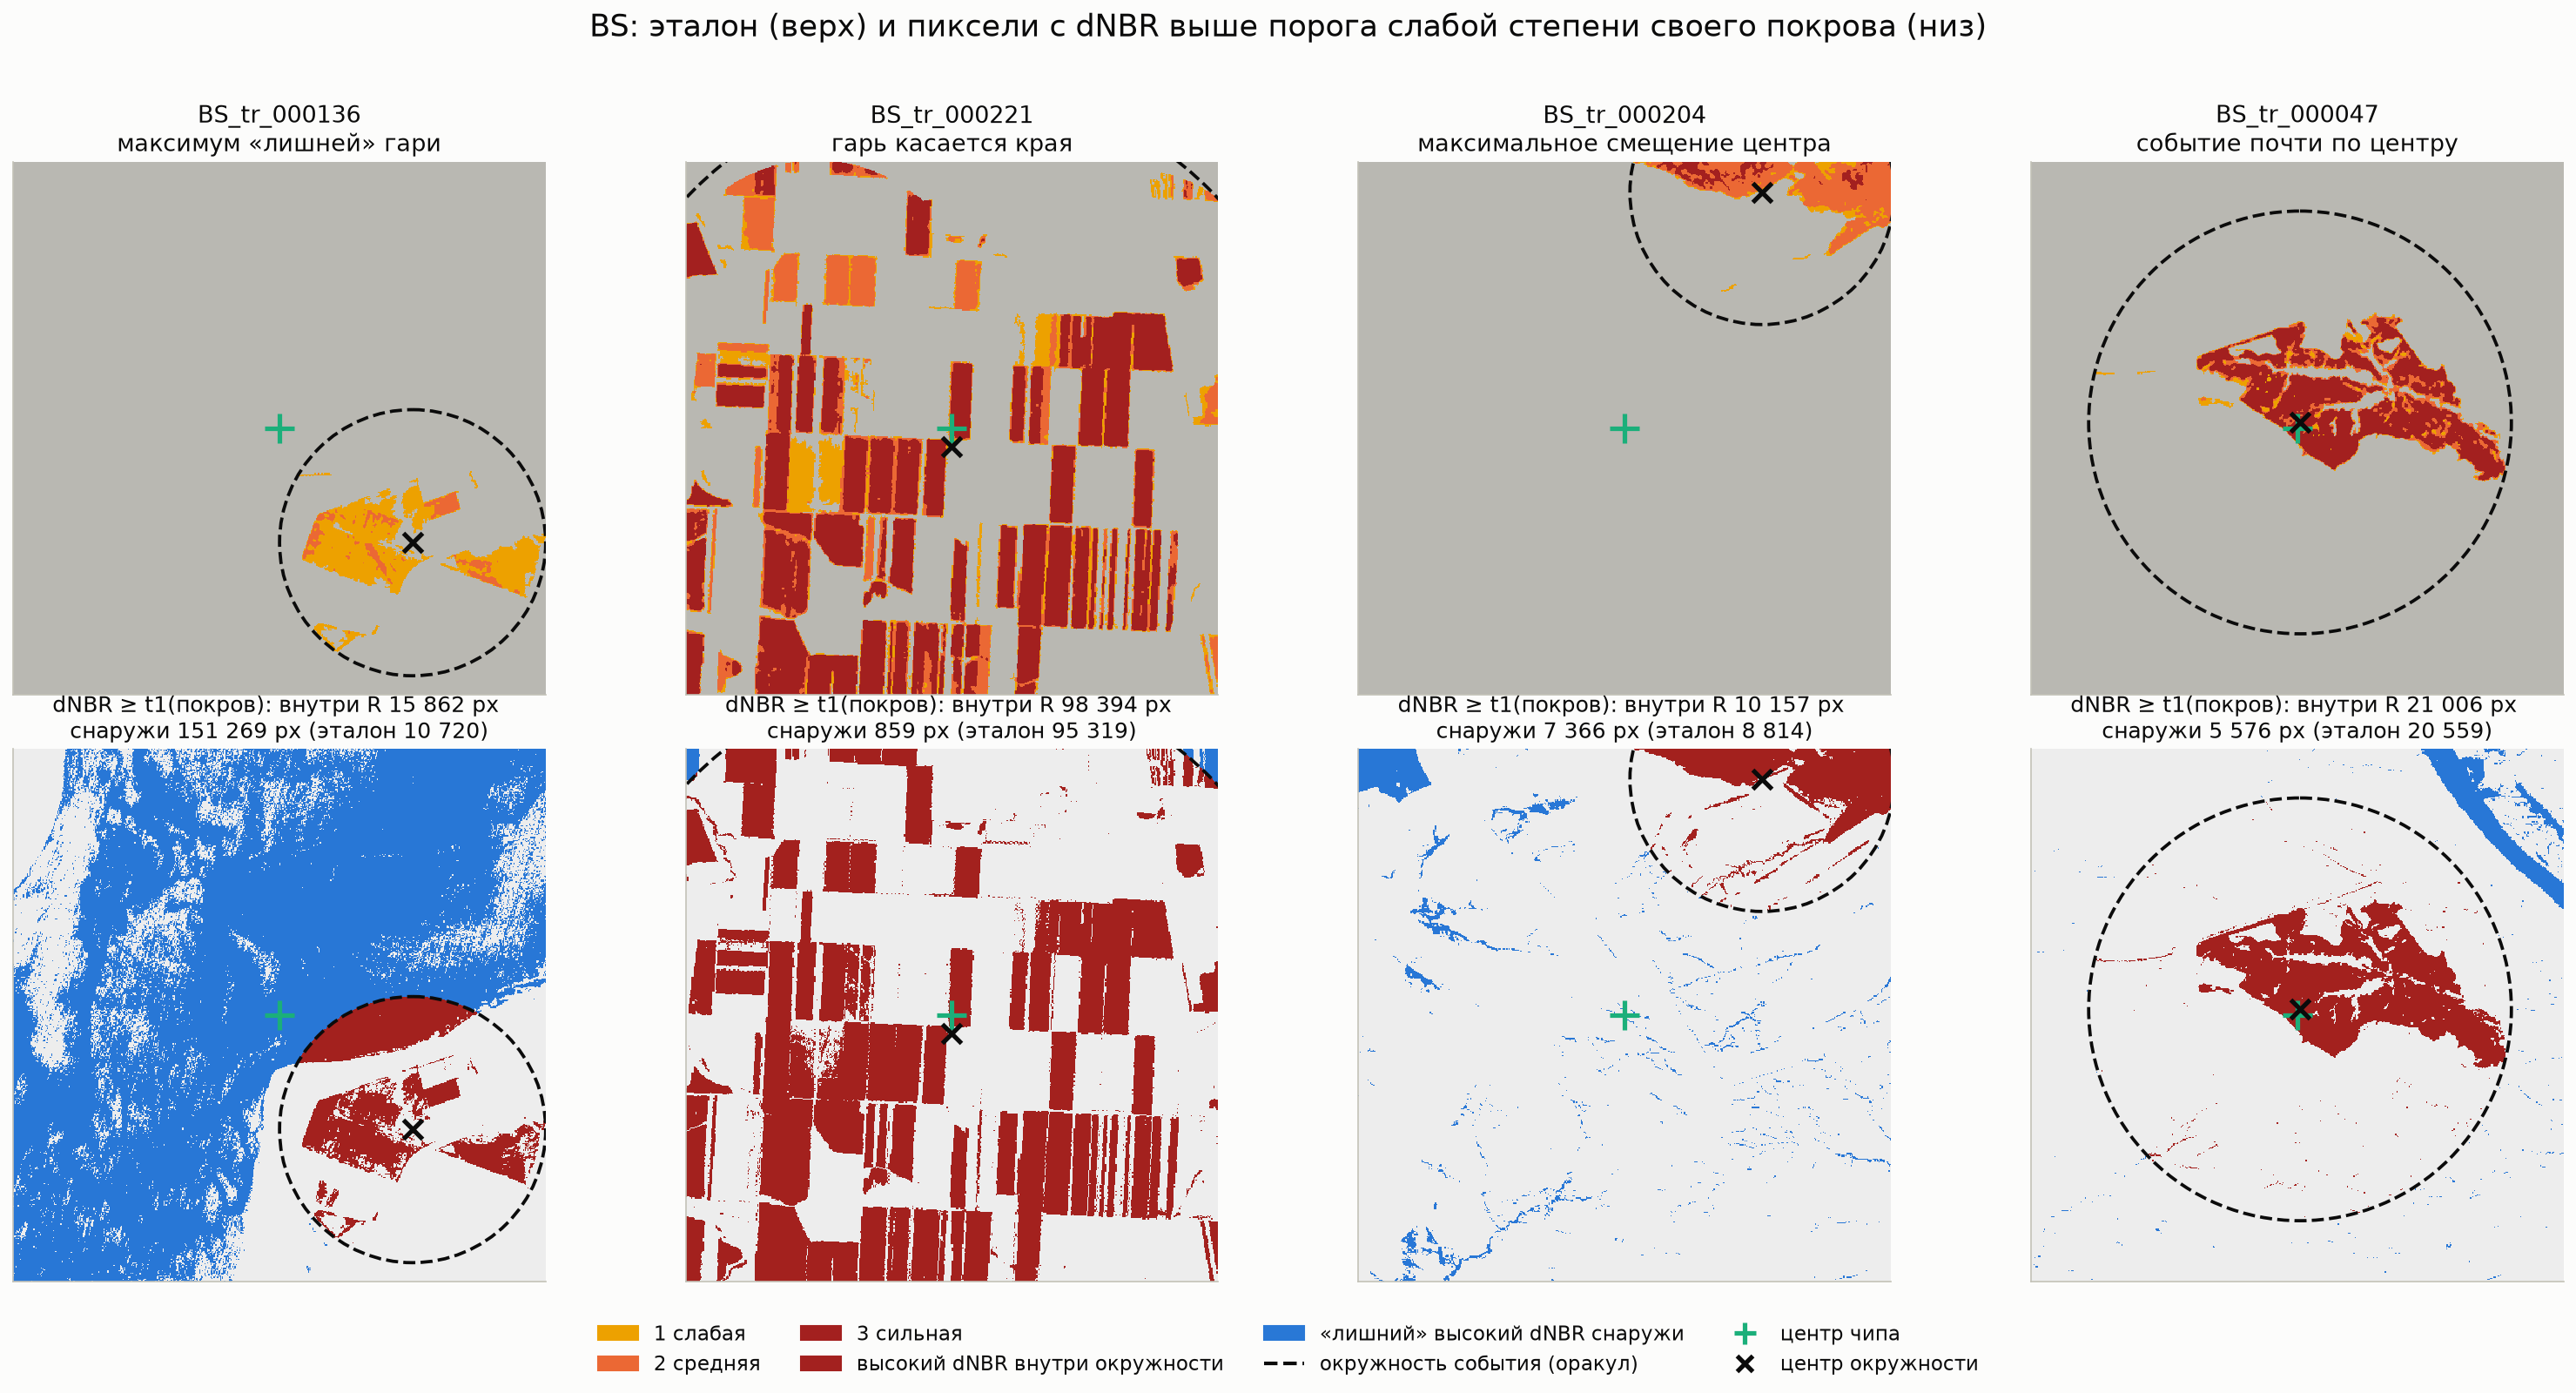 BS: эталон (верх) и пиксели с dNBR выше порога слабой степени своего покрова (низ)
BS_tr_000136
максимум «лишней» гари
BS_tr_000221
гарь касается края
BS_tr_000204
максимальное смещение центра
BS_tr_000047
событие почти по центру
dNBR ≥ t1(покров): внутри R 15 862 px
снаружи 151 269 px (эталон 10 720)
dNBR ≥ t1(покров): внутри R 98 394 px
снаружи 859 px (эталон 95 319)
dNBR ≥ t1(покров): внутри R 10 157 px
снаружи 7 366 px (эталон 8 814)
dNBR ≥ t1(покров): внутри R 21 006 px
снаружи 5 576 px (эталон 20 559)
1 слабая
2 средняя
3 сильная
высокий dNBR внутри окружности
«лишний» высокий dNBR снаружи
окружность события (оракул)
центр чипа
центр окружности